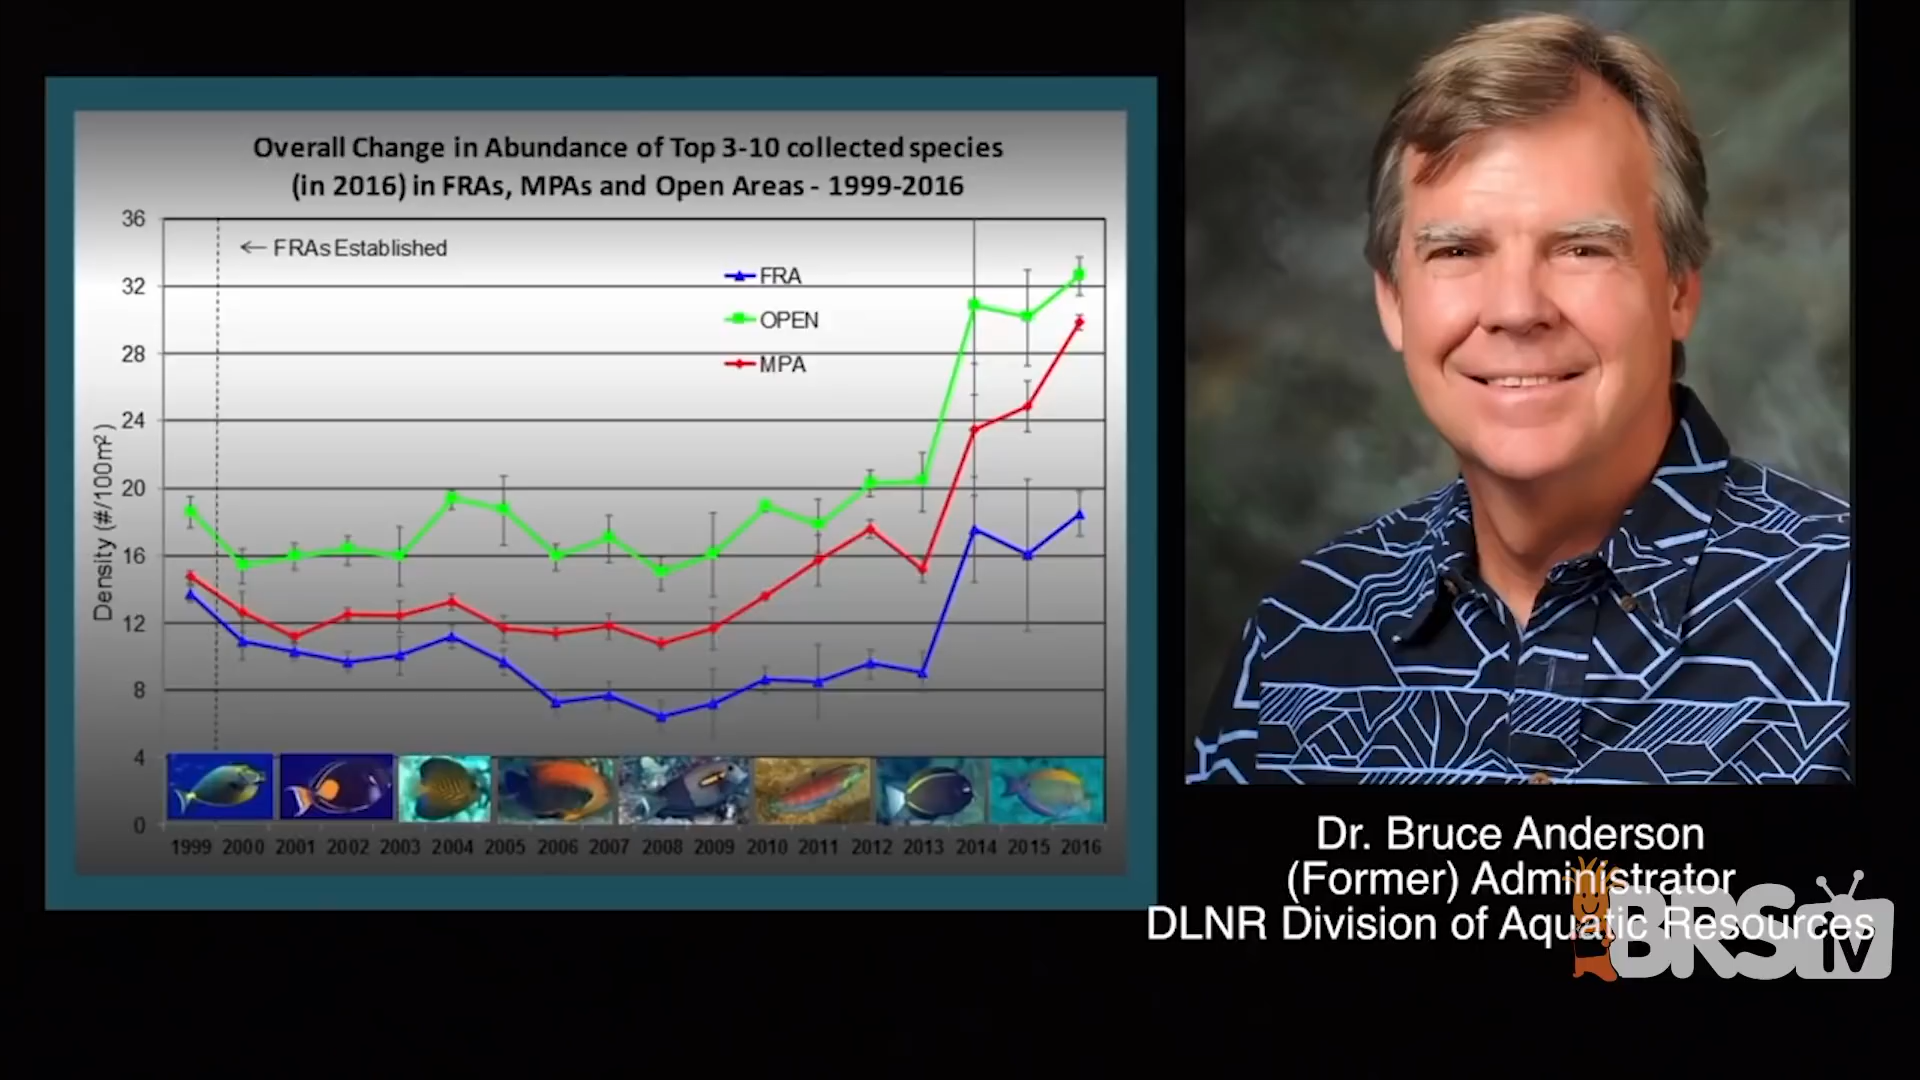 Overall Change in Abundance of Top 3-10 collected species
(in 2016) in FRAs, MPAs and Open Areas - 1999-2016
36
32
28
24
20
16
12
8
4
0
Density (#/100m²)
← FRAs Established
FRA
OPEN
MPA
1999 2000 2001 2002 2003 2004 2005 2006 2007 2008 2009 2010 2011 2012 2013 2014 2015 2016
Dr. Bruce Anderson
(Former) Administrator
DLNR Division of Aquatic Resources
BRStv